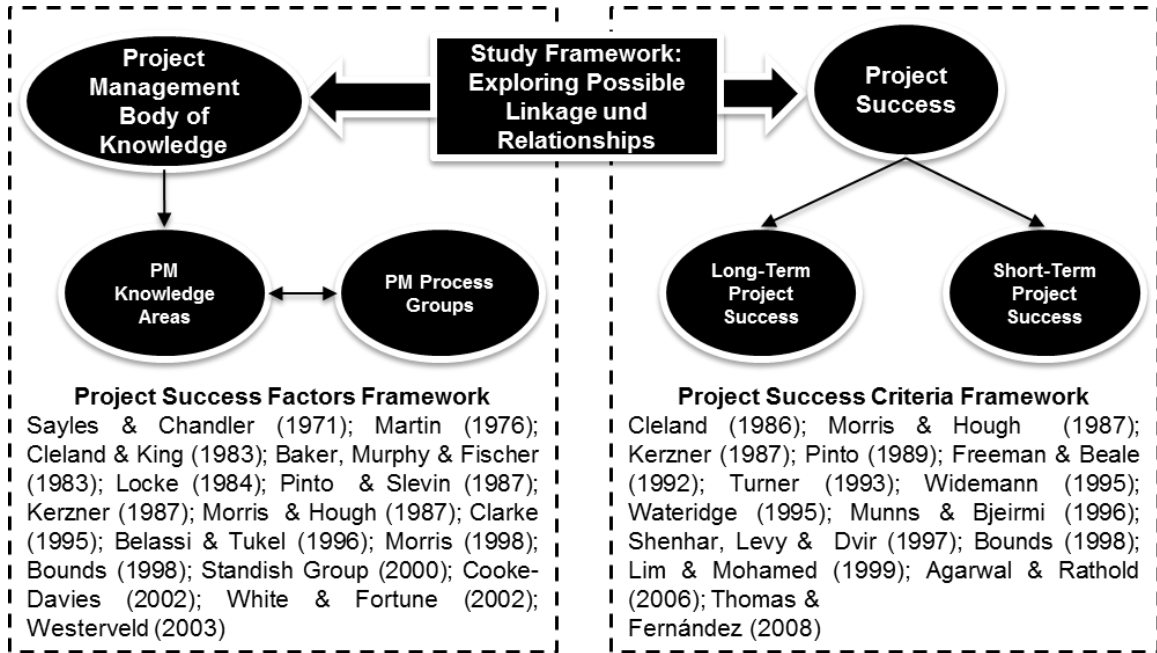 Project
Management
Body of
Knowledge
Study Framework:
Exploring Possible
Linkage und
Relationships
Project
Success
PM
Knowledge
Areas
PM Process
Groups
Long-Term
Project
Success
Short-Term
Project
Success
Project Success Factors Framework
Sayles & Chandler (1971); Martin (1976);
Cleland & King (1983); Baker, Murphy & Fischer
(1983); Locke (1984); Pinto & Slevin (1987);
Kerzner (1987); Morris & Hough (1987); Clarke
(1995); Belassi & Tukel (1996); Morris (1998);
Bounds (1998); Standish Group (2000); Cooke-
Davies (2002); White & Fortune (2002);
Westerveld (2003)
Project Success Criteria Framework
Cleland (1986); Morris & Hough (1987);
Kerzner (1987); Pinto (1989); Freeman & Beale
(1992); Turner (1993); Widemann (1995);
Wateridge (1995); Munns & Bjeirmi (1996);
Shenhar, Levy & Dvir (1997); Bounds (1998);
Lim & Mohamed (1999); Agarwal & Rathold
(2006); Thomas &
Fernández (2008)